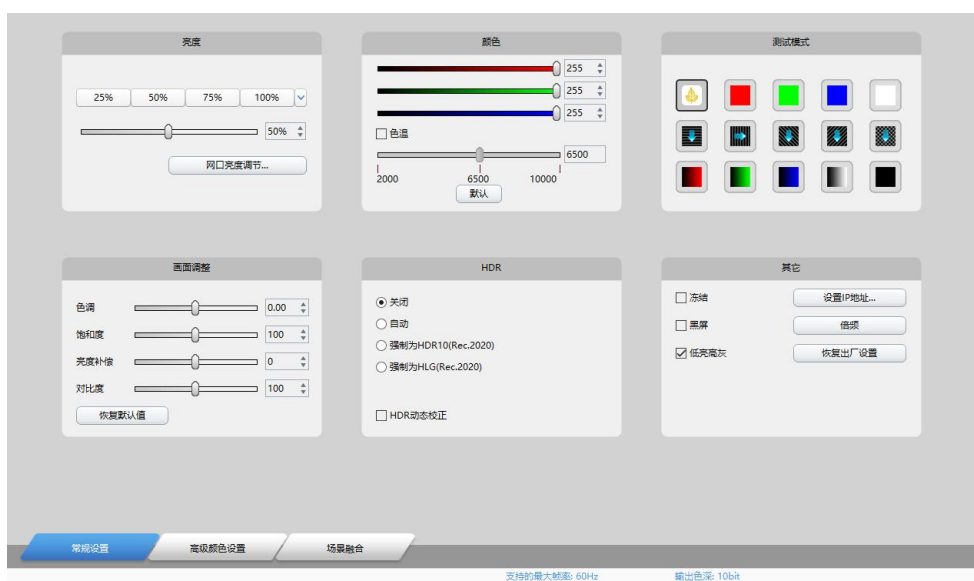 亮度
25% 50% 75% 100%
50%
网口亮度调节...
颜色
255
255
255
色温
6500
2000 6500 10000
默认
测试模式
画面调整
色调 0.00
饱和度 100
亮度补偿 0
对比度 100
恢复默认值
HDR
关闭
自动
强制为HDR10(Rec.2020)
强制为HLG(Rec.2020)
HDR动态校正
其它
冻结 设置IP地址...
黑屏 倍频
低亮高灰 恢复出厂设置
常规设置 高级颜色设置 场景融合
支持的最大帧率: 60Hz 输出色深: 10bit